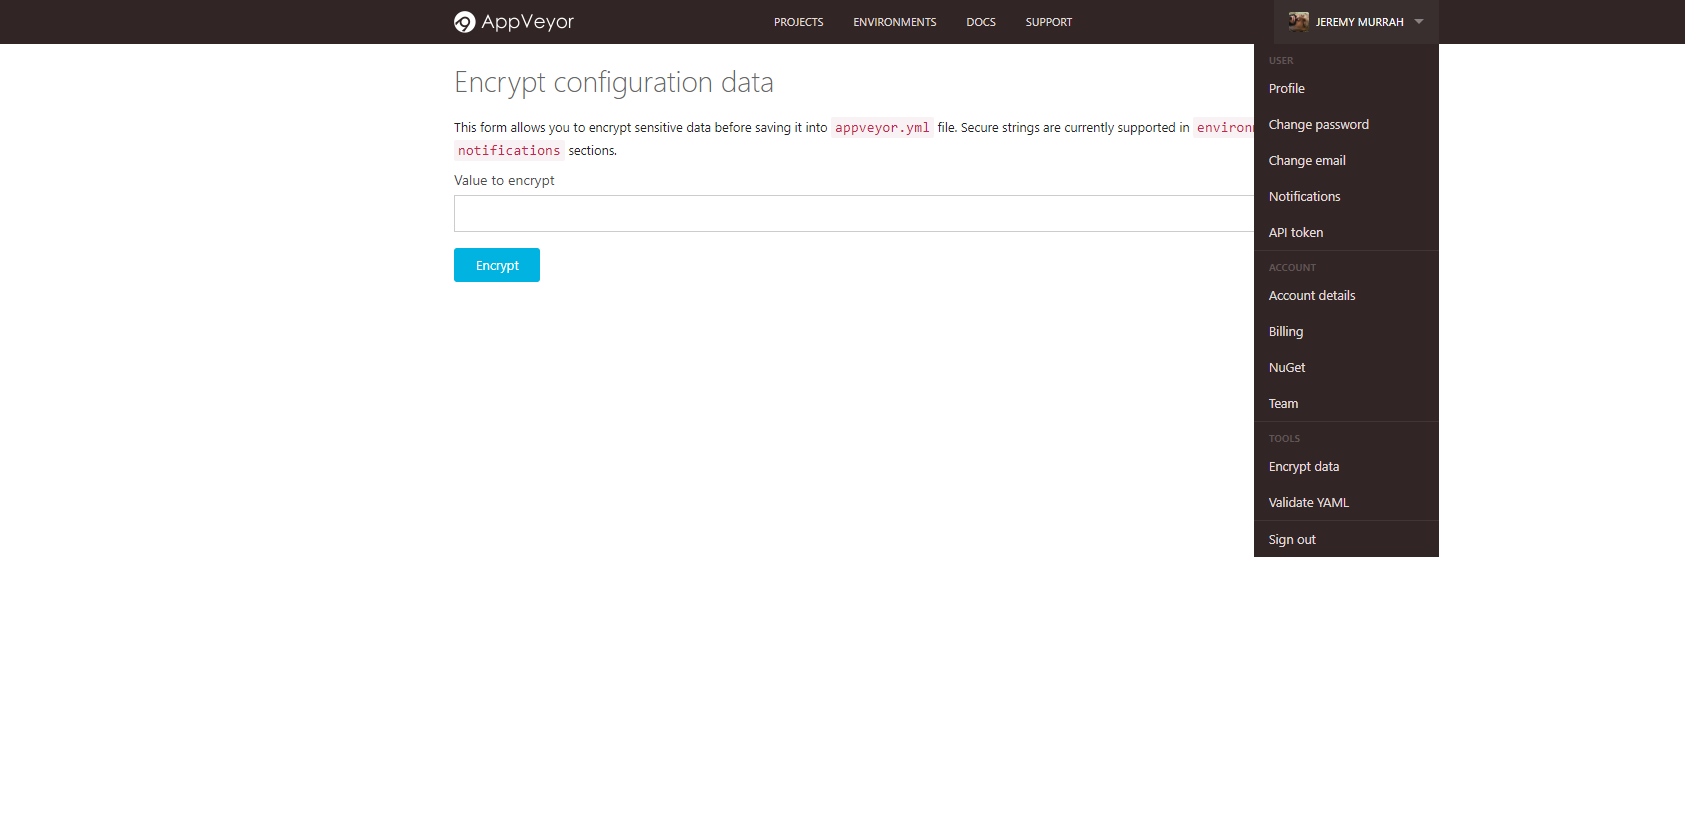 AppVeyor
PROJECTS ENVIRONMENTS DOCS SUPPORT
JEREMY MURRAH
Encrypt configuration data
This form allows you to encrypt sensitive data before saving it into appveyor.yml file. Secure strings are currently supported in
notifications sections.
Value to encrypt
Encrypt
USER
Profile
Change password
Change email
Notifications
API token
ACCOUNT
Account details
Billing
NuGet
Team
TOOLS
Encrypt data
Validate YAML
Sign out